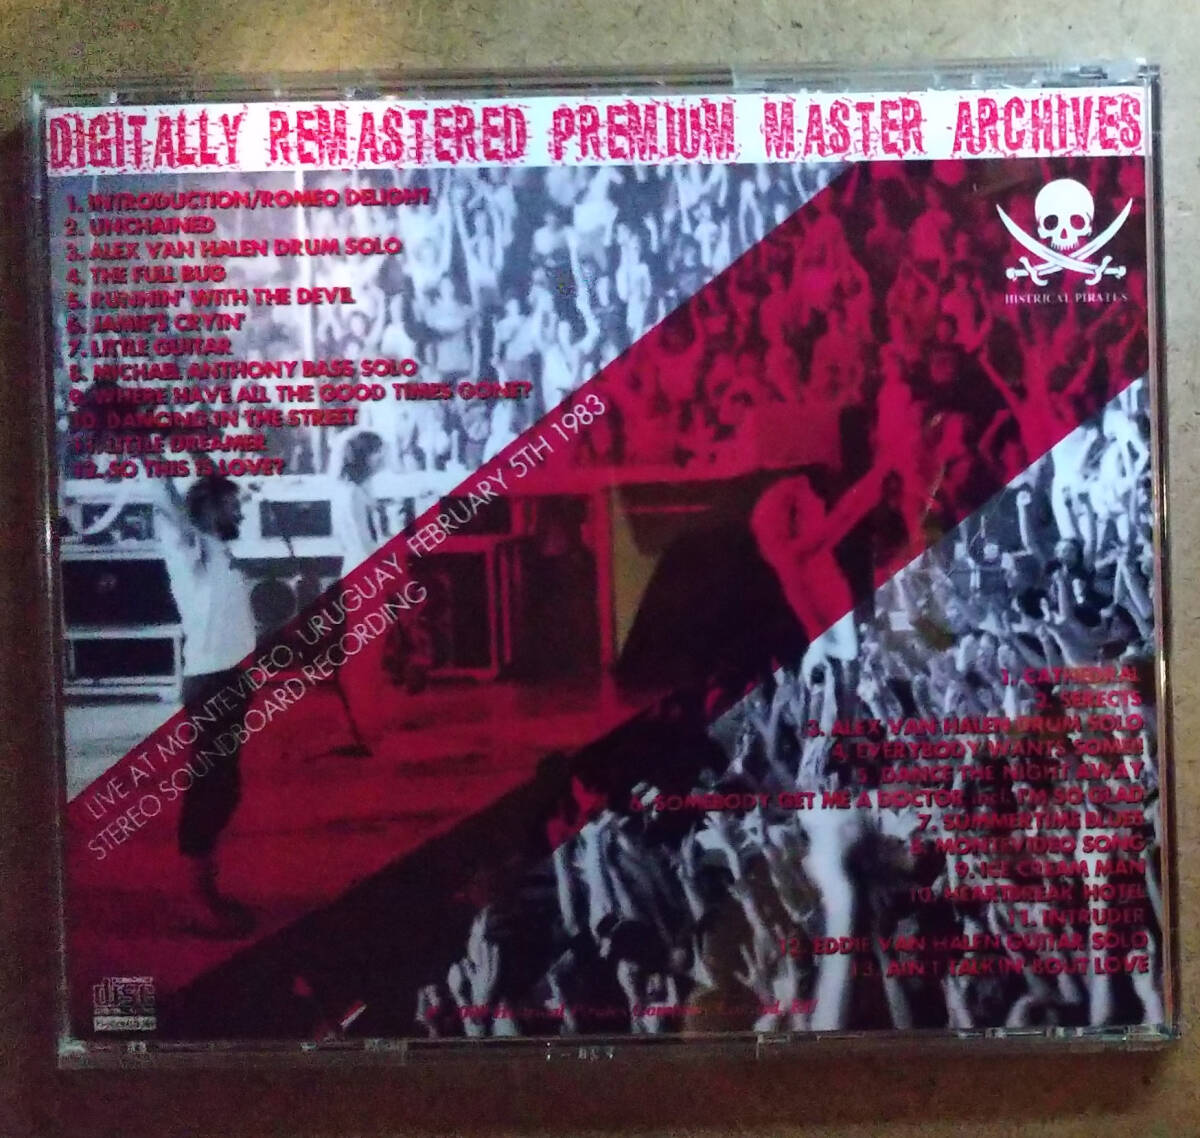 DIGITALLY REMASTERED PREMIUM MASTER ARCHIVES
1. INTRODUCTION/ROMEO DELIGHT
2. UNCHAINED
3. ALEX VAN HALEN DRUM SOLO
4. THE FULL BUG
5. RUNNIN' WITH THE DEVIL
6. JAMIE'S CRYIN'
7. LITTLE GUITAR
8. MICHAEL ANTHONY BASS SOLO
9. WHERE HAVE ALL THE GOOD TIMES GONE?
10. DANCING IN THE STREET
11. LITTLE DREAMER
12. SO THIS IS LOVE?
HISTRICAL PIRATES
LIVE AT MONTEVIDEO, URUGUAY. FEBRUARY 5TH 1983
STEREO SOUNDBOARD RECORDING
1. CATHEDRAL
2. SERECTS
3. ALEX VAN HALEN DRUM SOLO
4. EVERYBODY WANTS SOME!!
5. DANCE THE NIGHT AWAY
6. SOMEBODY GET ME A DOCTOR incl. I'M SO GLAD
7. SUMMERTIME BLUES
8. MONTEVIDEO SONG
9. ICE CREAM MAN
10. HEARTBREAK HOTEL
11. INTRUDER
12. EDDIE VAN HALEN GUITAR SOLO
13. AIN'T TALKIN' BOUT LOVE
disc